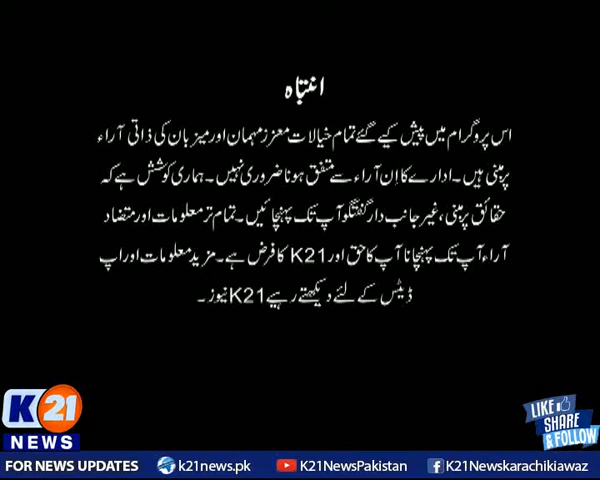 انتباہ
اس پروگرام میں پیش کیے گئے تمام خیالات معزز مہمان اور میزبان کی ذاتی آراء
پر مبنی ہیں۔ ادارے کا اِن آراء سے متفق ہونا ضروری نہیں۔ ہماری کوشش ہے کہ
حقائق پر مبنی، غیر جانب دار گفتگو آپ تک پہنچائیں۔ تمام تر معلومات اور متضاد
آراء آپ تک پہنچانا آپ کا حق اور K21 کا فرض ہے۔ مزید معلومات اور اپ
ڈیٹس کے لئے دیکھتے رہیے K21 نیوز۔
K21
NEWS
LIKE
SHARE
& FOLLOW
FOR NEWS UPDATES k21news.pk K21NewsPakistan K21Newskarachikiawaz